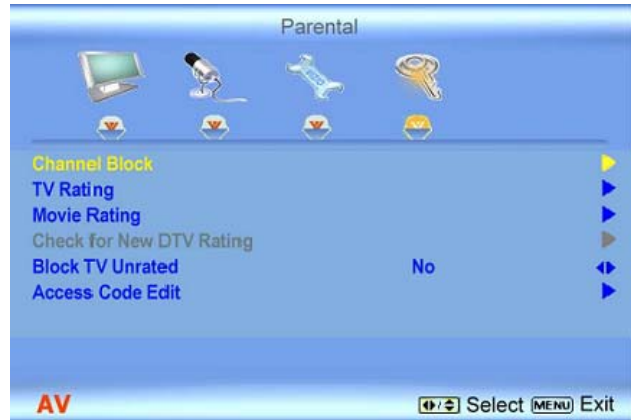 Parental
Channel Block
TV Rating
Movie Rating
Check for New DTV Rating
Block TV Unrated No
Access Code Edit
AV Select MENU Exit